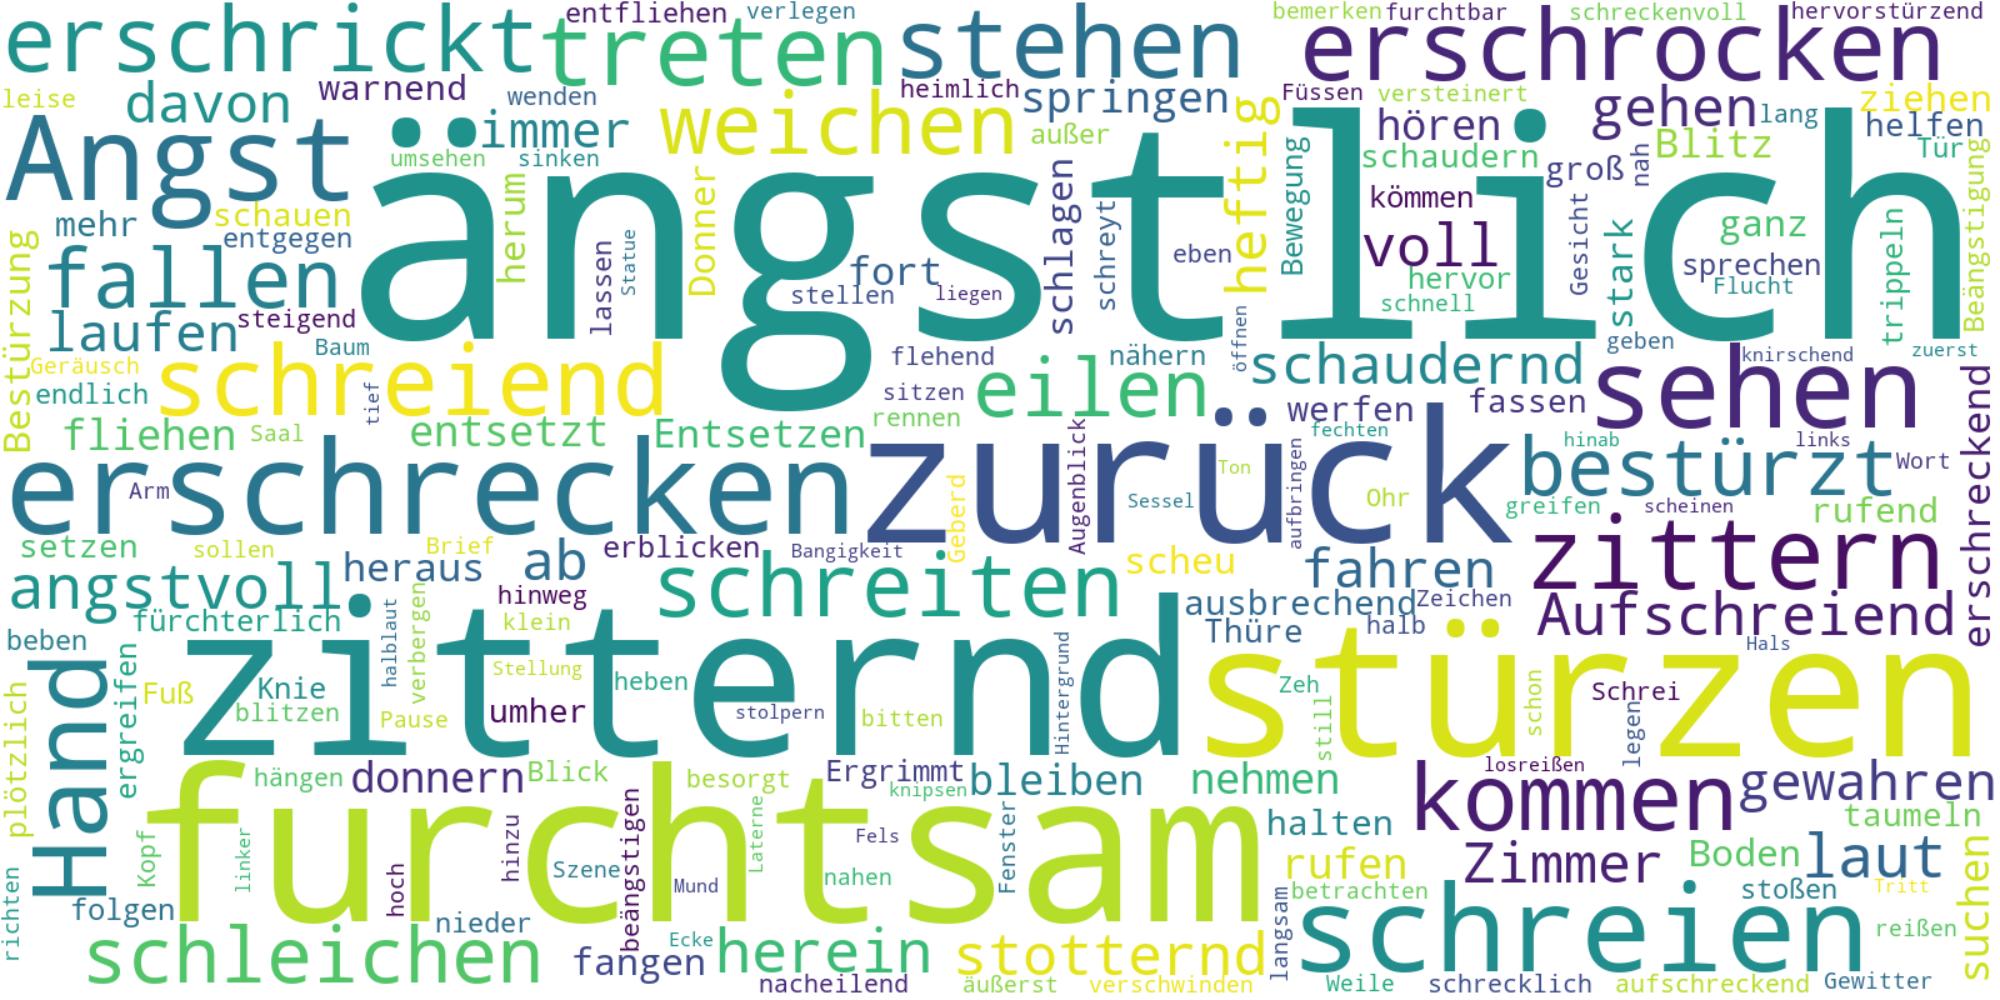 erschrickt
treten
entfliehen
verlegen
stehen
bemerken
furchtbar
schreckenvoll
hervorstürzend
erschrocken
leise
davon
warnend
wenden
heimlich
springen
Füssen
versteinert
gehen
lang
ziehen
helfen
Angst
immer
weichen
außer
hören
Blitz
Tür
umsehen
sinken
ängstlich
schlagen
heftig
Bewegung
schaudern
groß
nah
kömmen
mehr
schauen
entgegen
herum
Donner
schreyt
eben
voll
Gesicht
stark
ganz
trippeln
Beängstigung
Bestürzung
fallen
lassen
Statue
fort
stellen
liegen
hervor
schnell
sprechen
Flucht
laufen
steigend
Baum
flehend
nähern
öffnen
schaudernd
geben
knirschend
zuerst
Geräusch
endlich
schreiend
tief
sitzen
rennen
eilen
werfen
fassen
sehen
erschreckend
fliehen
Saal
entsetzt
Entsetzen
Augenblick
fechten
hinab
links
erschrecken
Arm
zurück
Geberd
Sessel
Ton
aufbringen
Ohr
bestürzt
Wort
greifen
scheinen
rufend
setzen
sollen
Brief
ab
erblicken
Bangigkeit
scheu
zittern
angstvoll
heraus
hinweg
schreiten
fahren
fürchterlich
halblaut
verbergen
klein
ausbrechend
Zeichen
Aufschreiend
beben
Thüre
halb
Hals
Hand
ergreifen
Fuß
Knie
blitzen
zitternd
Stellung
heben
Hintergrund
stürzen
Zeh
still
schon
Schrei
legen
plötzlich
Pause
umher
stolpern
bitten
hängen
donnern
Blick
besorgt
Ergrimmt
knipsen
bleiben
nehmen
losreißen
kommen
gewahren
furchtsam
Kopf
linker
hoch
hinzu
Szene
beängstigen
Mund
Laterne
Fels
nahen
Fenster
halten
taumeln
richten
folgen
nieder
rufen
Zimmer
Boden
laut
suchen
betrachten
stoßen
Tritt
schleichen
fangen
Ecke
herein
stotternd
langsam
schreien
reißen
nacheilend
äußerst
verschwinden
Weile
schrecklich
aufschreckend
Gewitter